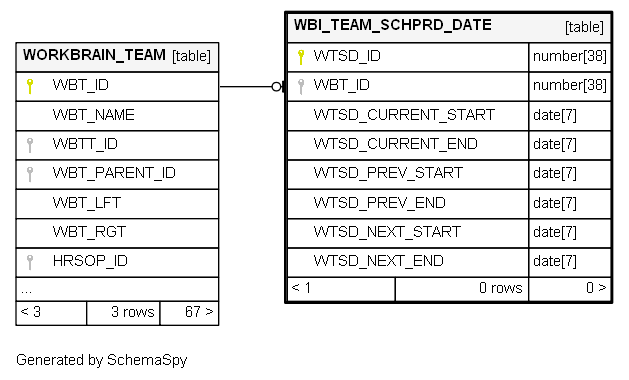 WORKBRAIN_TEAM [table]
WBT_ID
WBT_NAME
WBTT_ID
WBT_PARENT_ID
WBT_LFT
WBT_RGT
HRSOP_ID
...
< 3 3 rows 67 >
WBI_TEAM_SCHPRD_DATE [table]
WTSD_ID number[38]
WBT_ID number[38]
WTSD_CURRENT_START date[7]
WTSD_CURRENT_END date[7]
WTSD_PREV_START date[7]
WTSD_PREV_END date[7]
WTSD_NEXT_START date[7]
WTSD_NEXT_END date[7]
< 1 0 rows 0 >
Generated by SchemaSpy